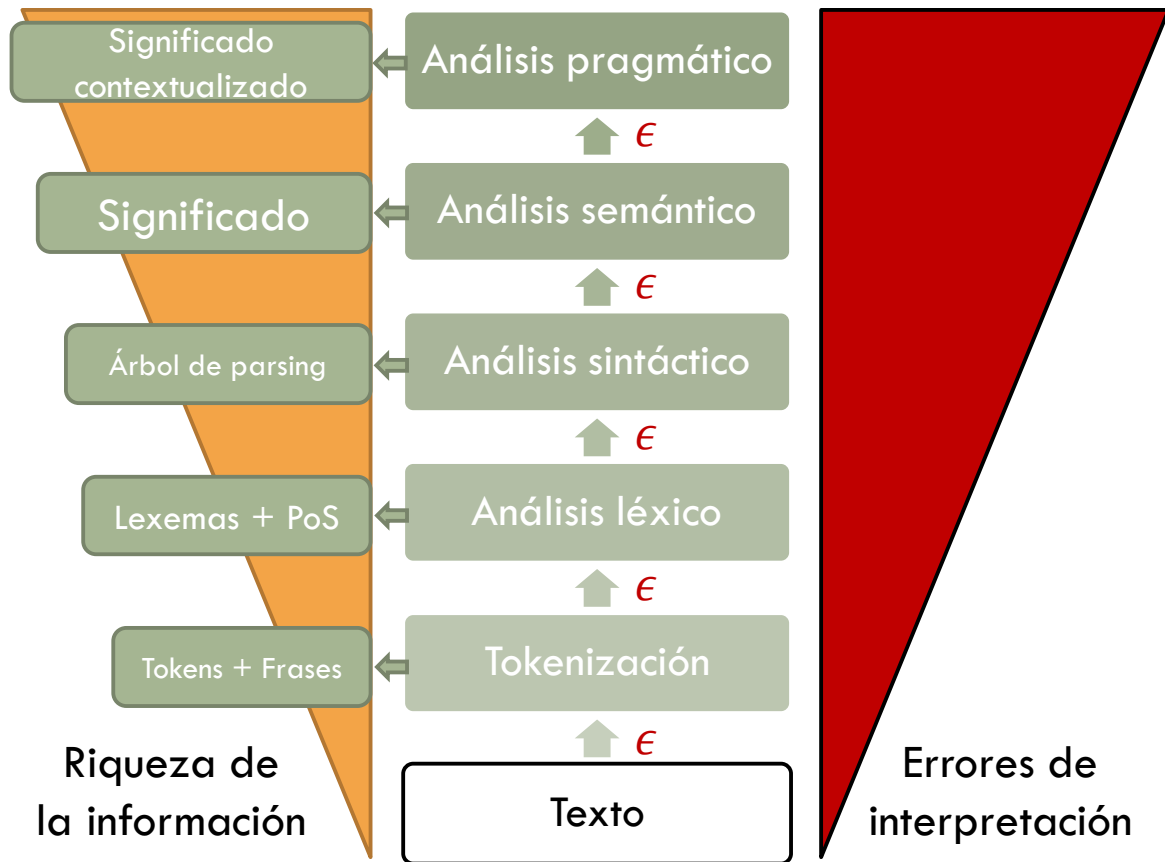 Significado
contextualizado
Análisis pragmático
ϵ
Significado
Análisis semántico
ϵ
Árbol de parsing
Análisis sintáctico
ϵ
Lexemas + PoS
Análisis léxico
ϵ
Tokens + Frases
Tokenización
ϵ
Riqueza de
la información
Texto
Errores de
interpretación